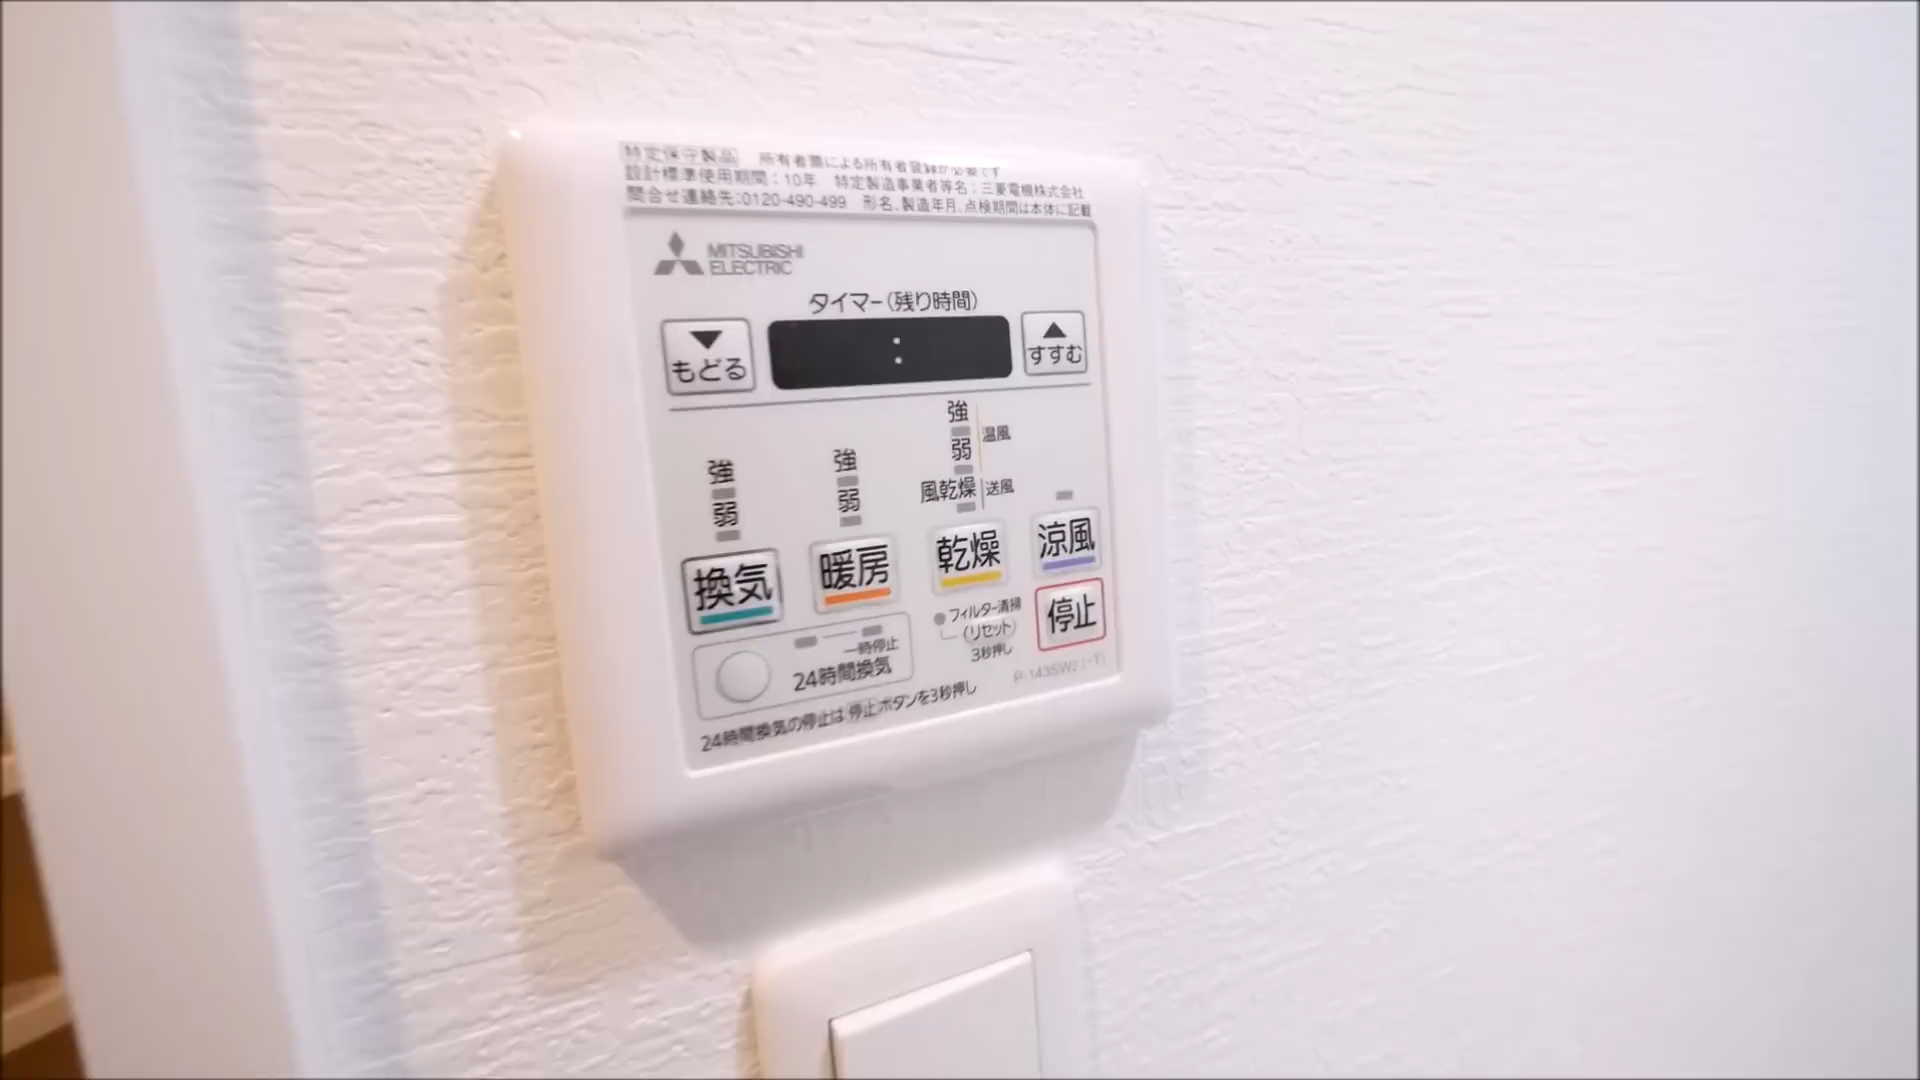 特定保守製品 所有者票による所有者登録が必要です
設計標準使用期間：10年 特定製造事業者等名：三菱電機株式会社
問合せ連絡先：0120-490-499 形名、製造年月、点検期間は本体に記載
MITSUBISHI
ELECTRIC
タイマー（残り時間）
▼
もどる
:
▲
すすむ
強
弱
換気
強
弱
暖房
強
弱
温風
風乾燥
送風
乾燥
涼風
停止
一時停止
24時間換気
フィルター清掃
（リセット）
3秒押し
24時間換気の停止は 停止 ボタンを3秒押し